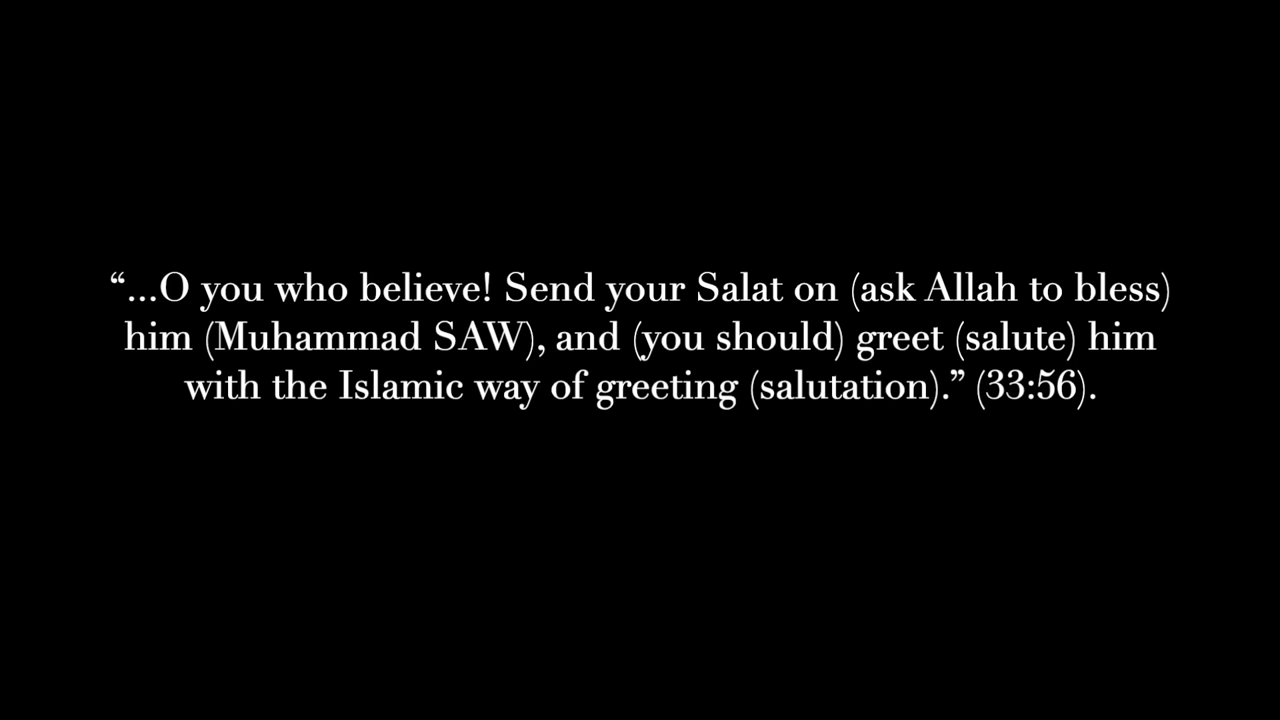 “...O you who believe! Send your Salat on (ask Allah to bless)
him (Muhammad SAW), and (you should) greet (salute) him
with the Islamic way of greeting (salutation).” (33:56).